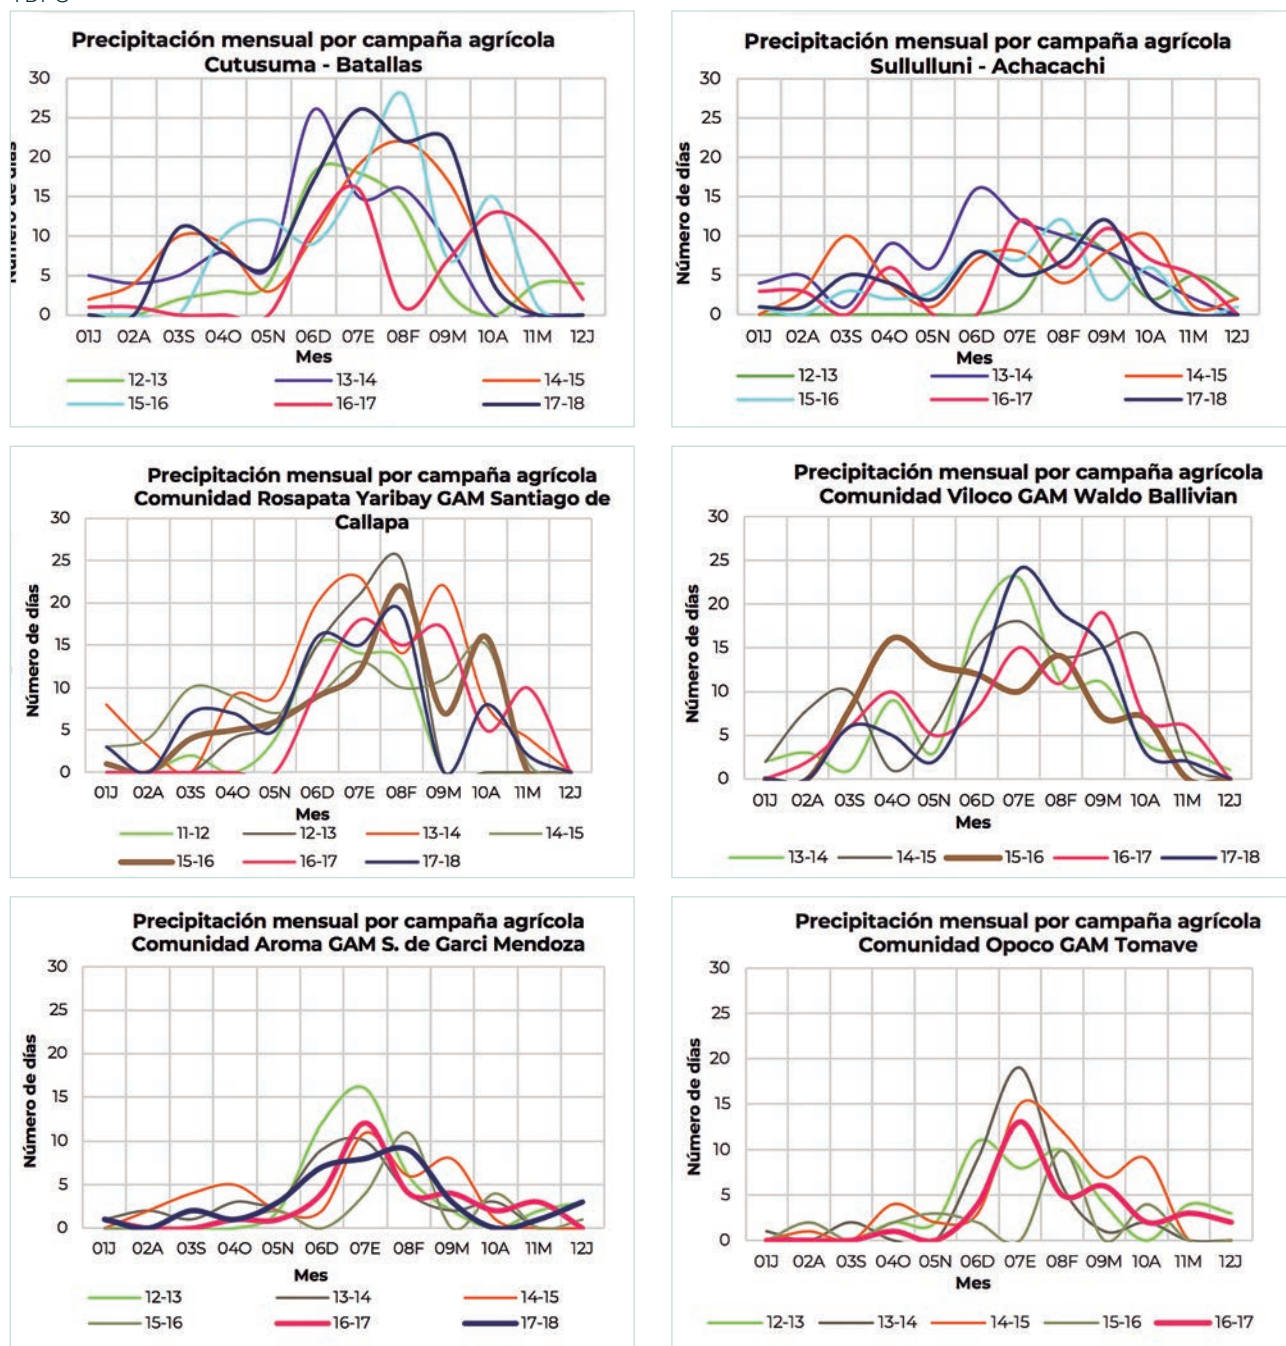 Precipitación mensual por campaña agrícola
Cutusuma - Batallas
Número de días
30
25
20
15
10
5
0
01J 02A 03S 04O 05N 06D 07E 08F 09M 10A 11M 12J
Mes
12-13 13-14 14-15
15-16 16-17 17-18
Precipitación mensual por campaña agrícola
Sullulluni - Achacachi
Número de días
30
25
20
15
10
5
0
01J 02A 03S 04O 05N 06D 07E 08F 09M 10A 11M 12J
Mes
12-13 13-14 14-15
15-16 16-17 17-18
Precipitación mensual por campaña agrícola
Comunidad Rosapata Yaribay GAM Santiago de
Callapa
Número de días
30
25
20
15
10
5
0
01J 02A 03S 04O 05N 06D 07E 08F 09M 10A 11M 12J
Mes
11-12 12-13 13-14 14-15
15-16 16-17 17-18
Precipitación mensual por campaña agrícola
Comunidad Viloco GAM Waldo Ballivian
Número de días
30
25
20
15
10
5
0
01J 02A 03S 04O 05N 06D 07E 08F 09M 10A 11M 12J
Mes
13-14 14-15 15-16 16-17 17-18
Precipitación mensual por campaña agrícola
Comunidad Aroma GAM S. de Garci Mendoza
Número de días
30
25
20
15
10
5
0
01J 02A 03S 04O 05N 06D 07E 08F 09M 10A 11M 12J
Mes
12-13 13-14 14-15
15-16 16-17 17-18
Precipitación mensual por campaña agrícola
Comunidad Opoco GAM Tomave
Número de días
30
25
20
15
10
5
0
01J 02A 03S 04O 05N 06D 07E 08F 09M 10A 11M 12J
Mes
12-13 13-14 14-15 15-16 16-17